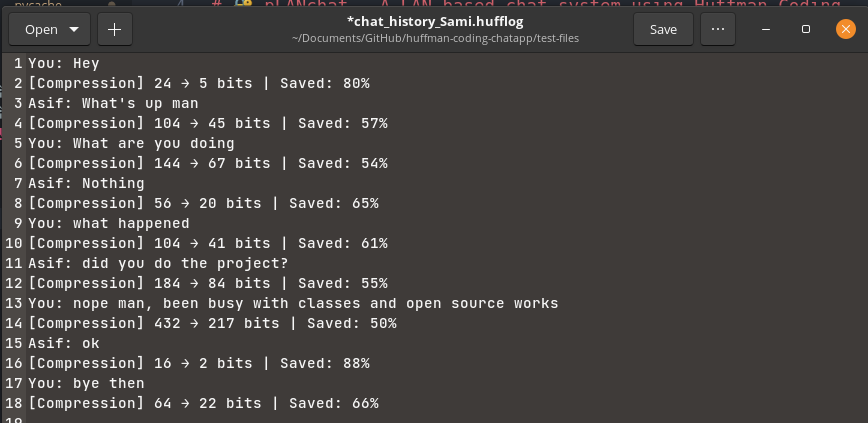 pycache 4 # pLANchat - A LAN-based chat system using Huffman Coding
Open + *chat_history_Sami.hufflog Save
~/Documents/GitHub/huffman-coding-chatapp/test-files
1 You: Hey
2 [Compression] 24 → 5 bits | Saved: 80%
3 Asif: What's up man
4 [Compression] 104 → 45 bits | Saved: 57%
5 You: What are you doing
6 [Compression] 144 → 67 bits | Saved: 54%
7 Asif: Nothing
8 [Compression] 56 → 20 bits | Saved: 65%
9 You: what happened
10 [Compression] 104 → 41 bits | Saved: 61%
11 Asif: did you do the project?
12 [Compression] 184 → 84 bits | Saved: 55%
13 You: nope man, been busy with classes and open source works
14 [Compression] 432 → 217 bits | Saved: 50%
15 Asif: ok
16 [Compression] 16 → 2 bits | Saved: 88%
17 You: bye then
18 [Compression] 64 → 22 bits | Saved: 66%
19